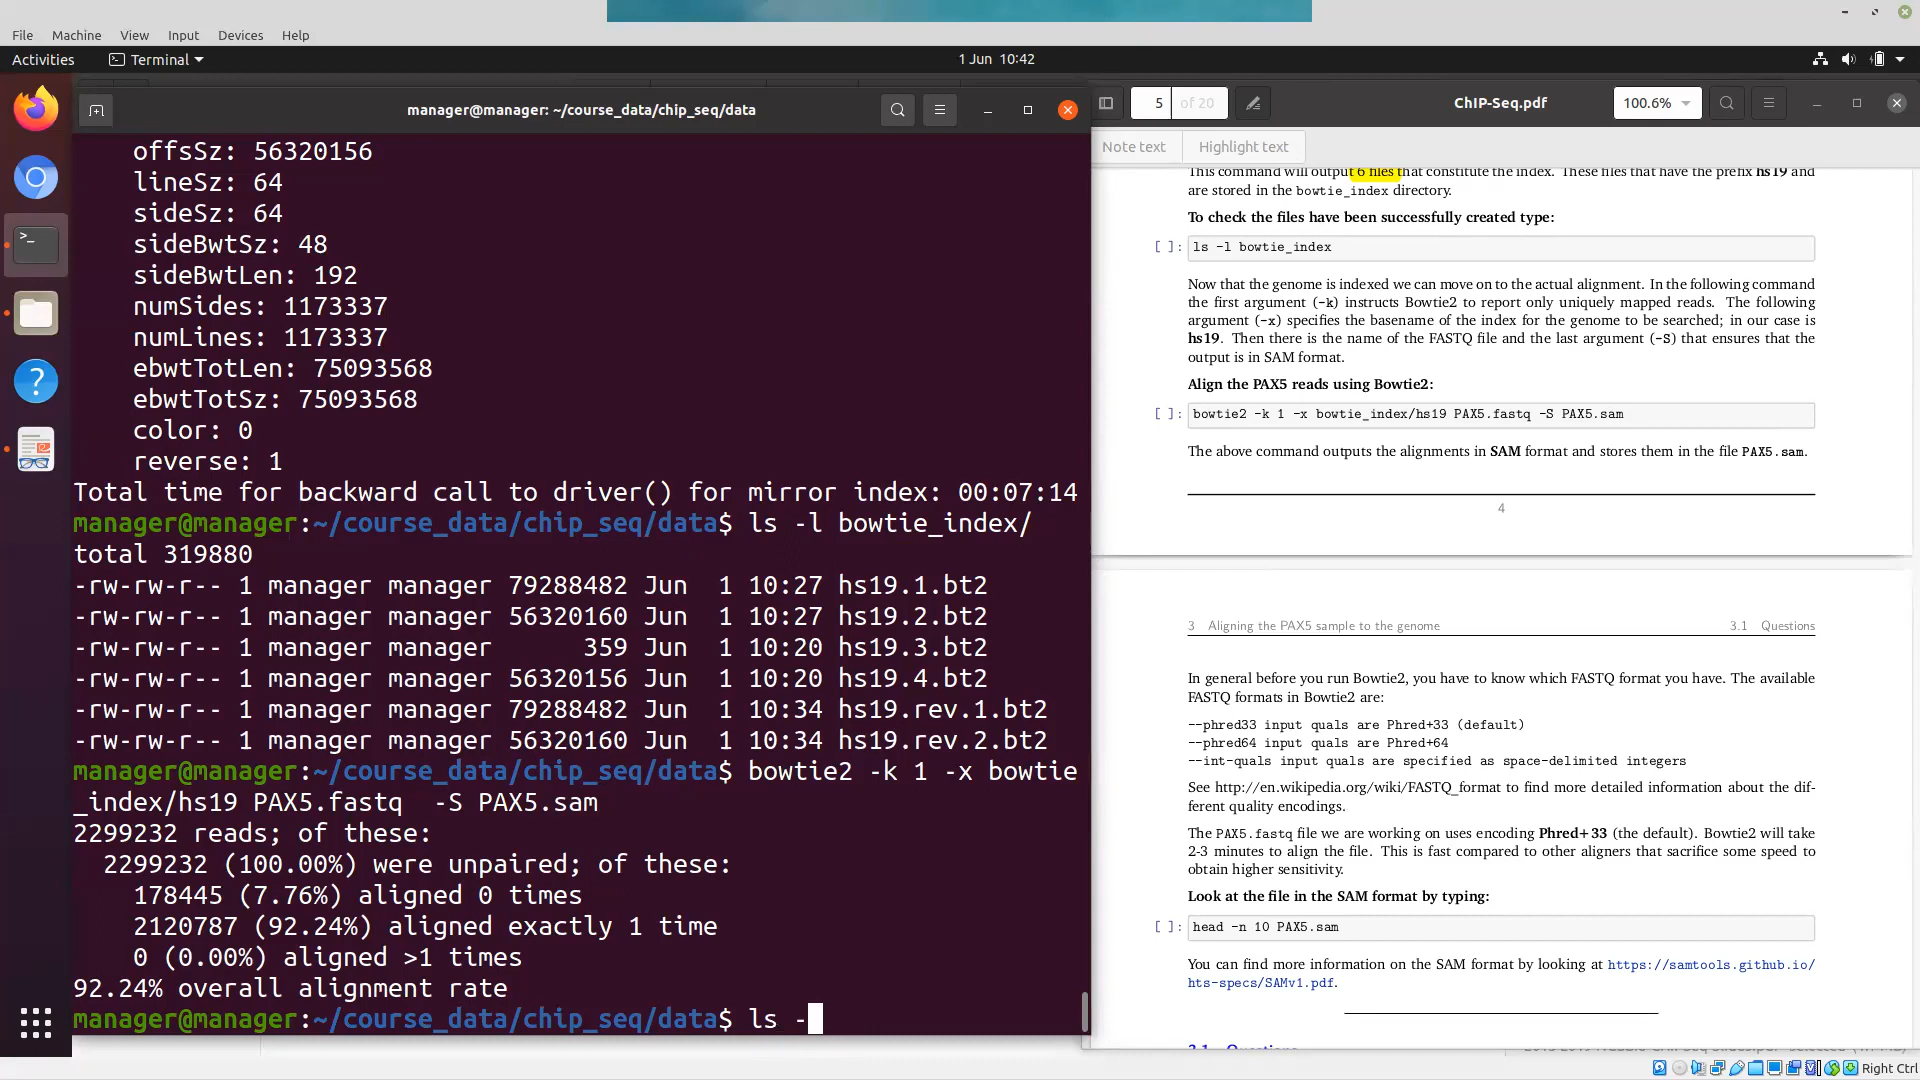 File Machine View Input Devices Help
Activities Terminal 1 Jun 10:42
manager@manager: ~/course_data/chip_seq/data
offsSz: 56320156
lineSz: 64
sideSz: 64
sideBwtSz: 48
sideBwtLen: 192
numSides: 1173337
numLines: 1173337
ebwtTotLen: 75093568
ebwtTotSz: 75093568
color: 0
reverse: 1
Total time for backward call to driver() for mirror index: 00:07:14
manager@manager:~/course_data/chip_seq/data$ ls -l bowtie_index/
total 319880
-rw-rw-r-- 1 manager manager 79288482 Jun  1 10:27 hs19.1.bt2
-rw-rw-r-- 1 manager manager 56320160 Jun  1 10:27 hs19.2.bt2
-rw-rw-r-- 1 manager manager      359 Jun  1 10:20 hs19.3.bt2
-rw-rw-r-- 1 manager manager 56320156 Jun  1 10:20 hs19.4.bt2
-rw-rw-r-- 1 manager manager 79288482 Jun  1 10:34 hs19.rev.1.bt2
-rw-rw-r-- 1 manager manager 56320160 Jun  1 10:34 hs19.rev.2.bt2
manager@manager:~/course_data/chip_seq/data$ bowtie2 -k 1 -x bowtie
_index/hs19 PAX5.fastq  -S PAX5.sam
2299232 reads; of these:
2299232 (100.00%) were unpaired; of these:
178445 (7.76%) aligned 0 times
2120787 (92.24%) aligned exactly 1 time
0 (0.00%) aligned >1 times
92.24% overall alignment rate
manager@manager:~/course_data/chip_seq/data$ ls -
5 of 20 ChIP-Seq.pdf 100.6%
Note text Highlight text
This command will output 6 files that constitute the index. These files that have the prefix hs19 and
are stored in the bowtie_index directory.
To check the files have been successfully created type:
[ ]: ls -l bowtie_index
Now that the genome is indexed we can move on to the actual alignment. In the following command
the first argument (-k) instructs Bowtie2 to report only uniquely mapped reads. The following
argument (-x) specifies the basename of the index for the genome to be searched; in our case is
hs19. Then there is the name of the FASTQ file and the last argument (-S) that ensures that the
output is in SAM format.
Align the PAX5 reads using Bowtie2:
[ ]: bowtie2 -k 1 -x bowtie_index/hs19 PAX5.fastq -S PAX5.sam
The above command outputs the alignments in SAM format and stores them in the file PAX5.sam.
4
3 Aligning the PAX5 sample to the genome 3.1 Questions
In general before you run Bowtie2, you have to know which FASTQ format you have. The available
FASTQ formats in Bowtie2 are:
--phred33 input quals are Phred+33 (default)
--phred64 input quals are Phred+64
--int-quals input quals are specified as space-delimited integers
See http://en.wikipedia.org/wiki/FASTQ_format to find more detailed information about the dif-
ferent quality encodings.
The PAX5.fastq file we are working on uses encoding Phred+33 (the default). Bowtie2 will take
2-3 minutes to align the file. This is fast compared to other aligners that sacrifice some speed to
obtain higher sensitivity.
Look at the file in the SAM format by typing:
[ ]: head -n 10 PAX5.sam
You can find more information on the SAM format by looking at https://samtools.github.io/
hts-specs/SAMv1.pdf.
3.1 Questions
Right Ctrl